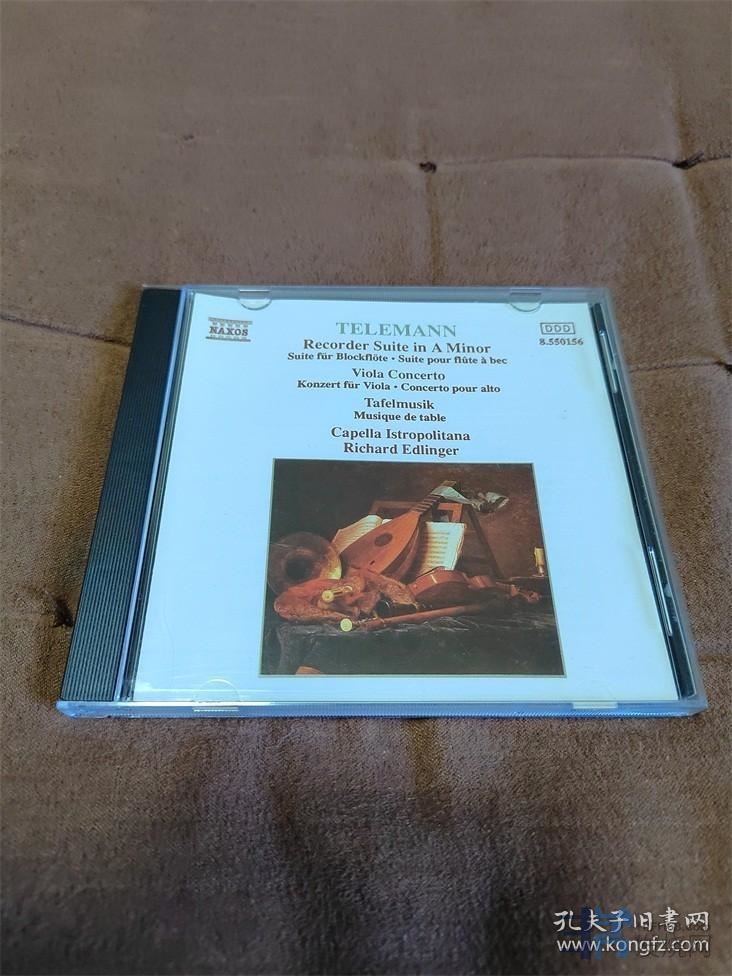 NAXOS
TELEMANN
DDD
8.550156
Recorder Suite in A Minor
Suite für Blockflöte • Suite pour flûte à bec
Viola Concerto
Konzert für Viola • Concerto pour alto
Tafelmusik
Musique de table
Capella Istropolitana
Richard Edlinger
孔夫子旧书网
www.kongfz.com